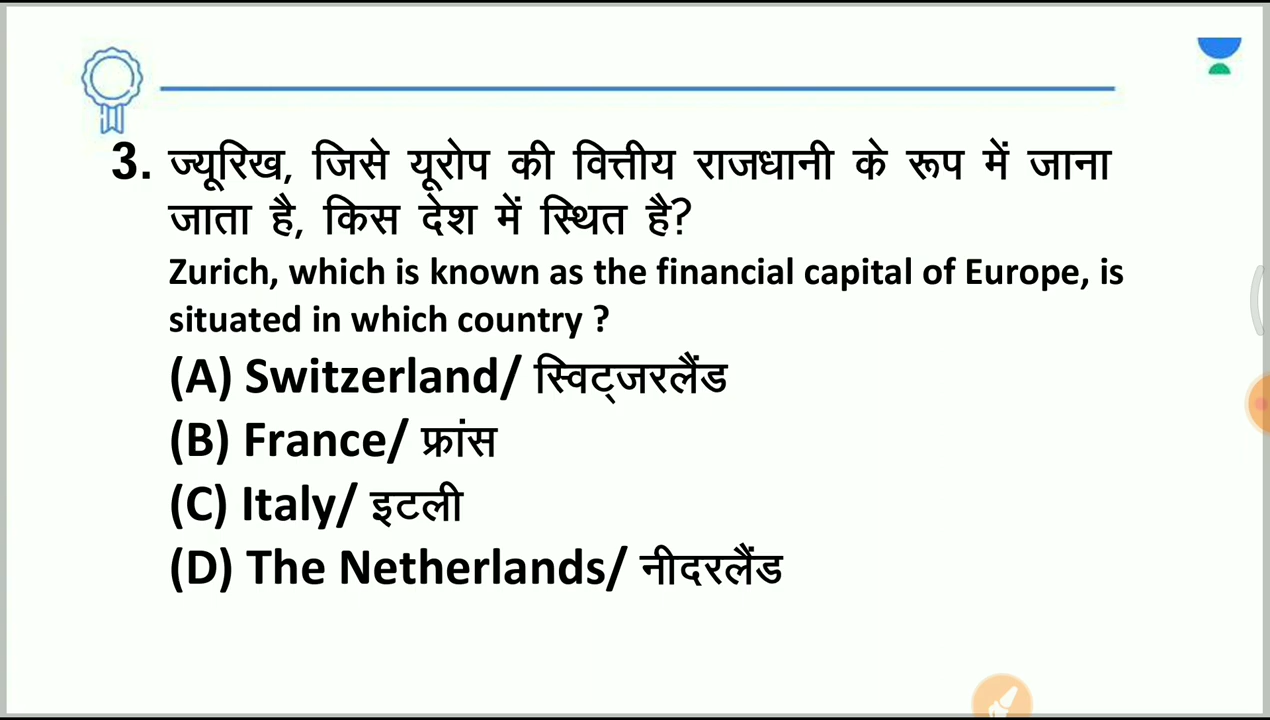 3. ज्यूरिख, जिसे यूरोप की वित्तीय राजधानी के रूप में जाना
जाता है, किस देश में स्थित है?
Zurich, which is known as the financial capital of Europe, is
situated in which country ?
(A) Switzerland/ स्विट्जरलैंड
(B) France/ फ्रांस
(C) Italy/ इटली
(D) The Netherlands/ नीदरलैंड